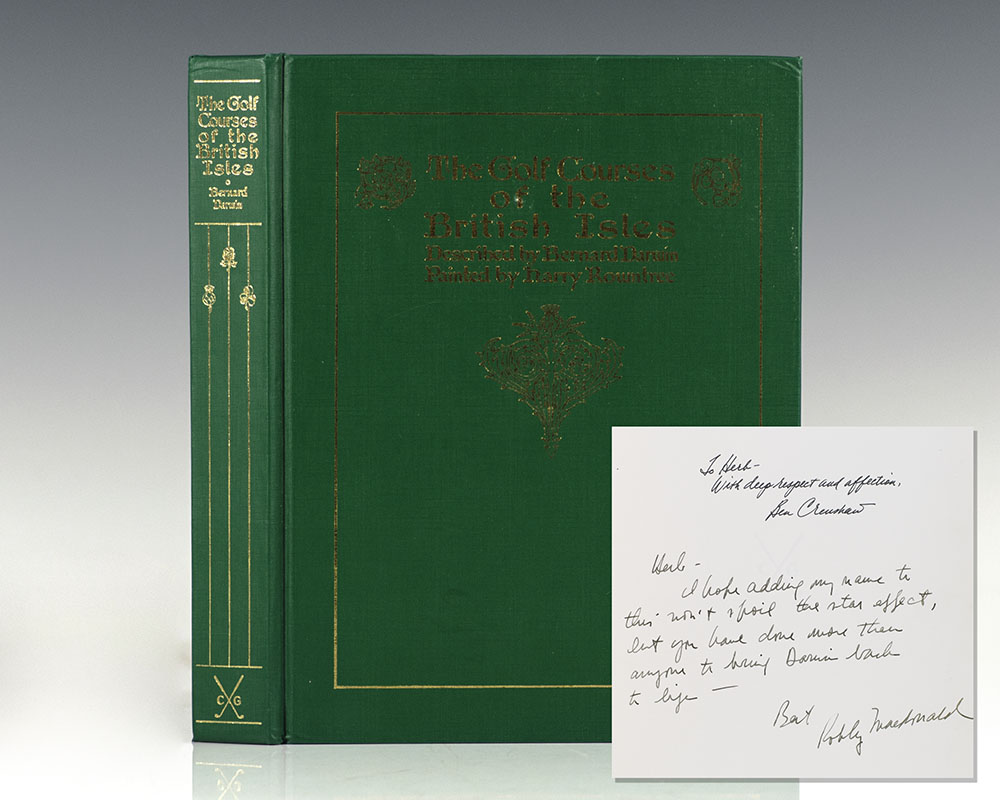 The Golf
Courses
of the
British
Isles
Bernard
Darwin
C G
The Golf Courses
of the
British Isles
Described by Bernard Darwin
Painted by Harry Rountree
To Herb-
With deep respect and affection,
Ben Crenshaw
Herb-
I hope adding my name to
this won't spoil the star effect,
but you have done more than
anyone to bring Darwin back
to life —
Best
Robby Macdonald